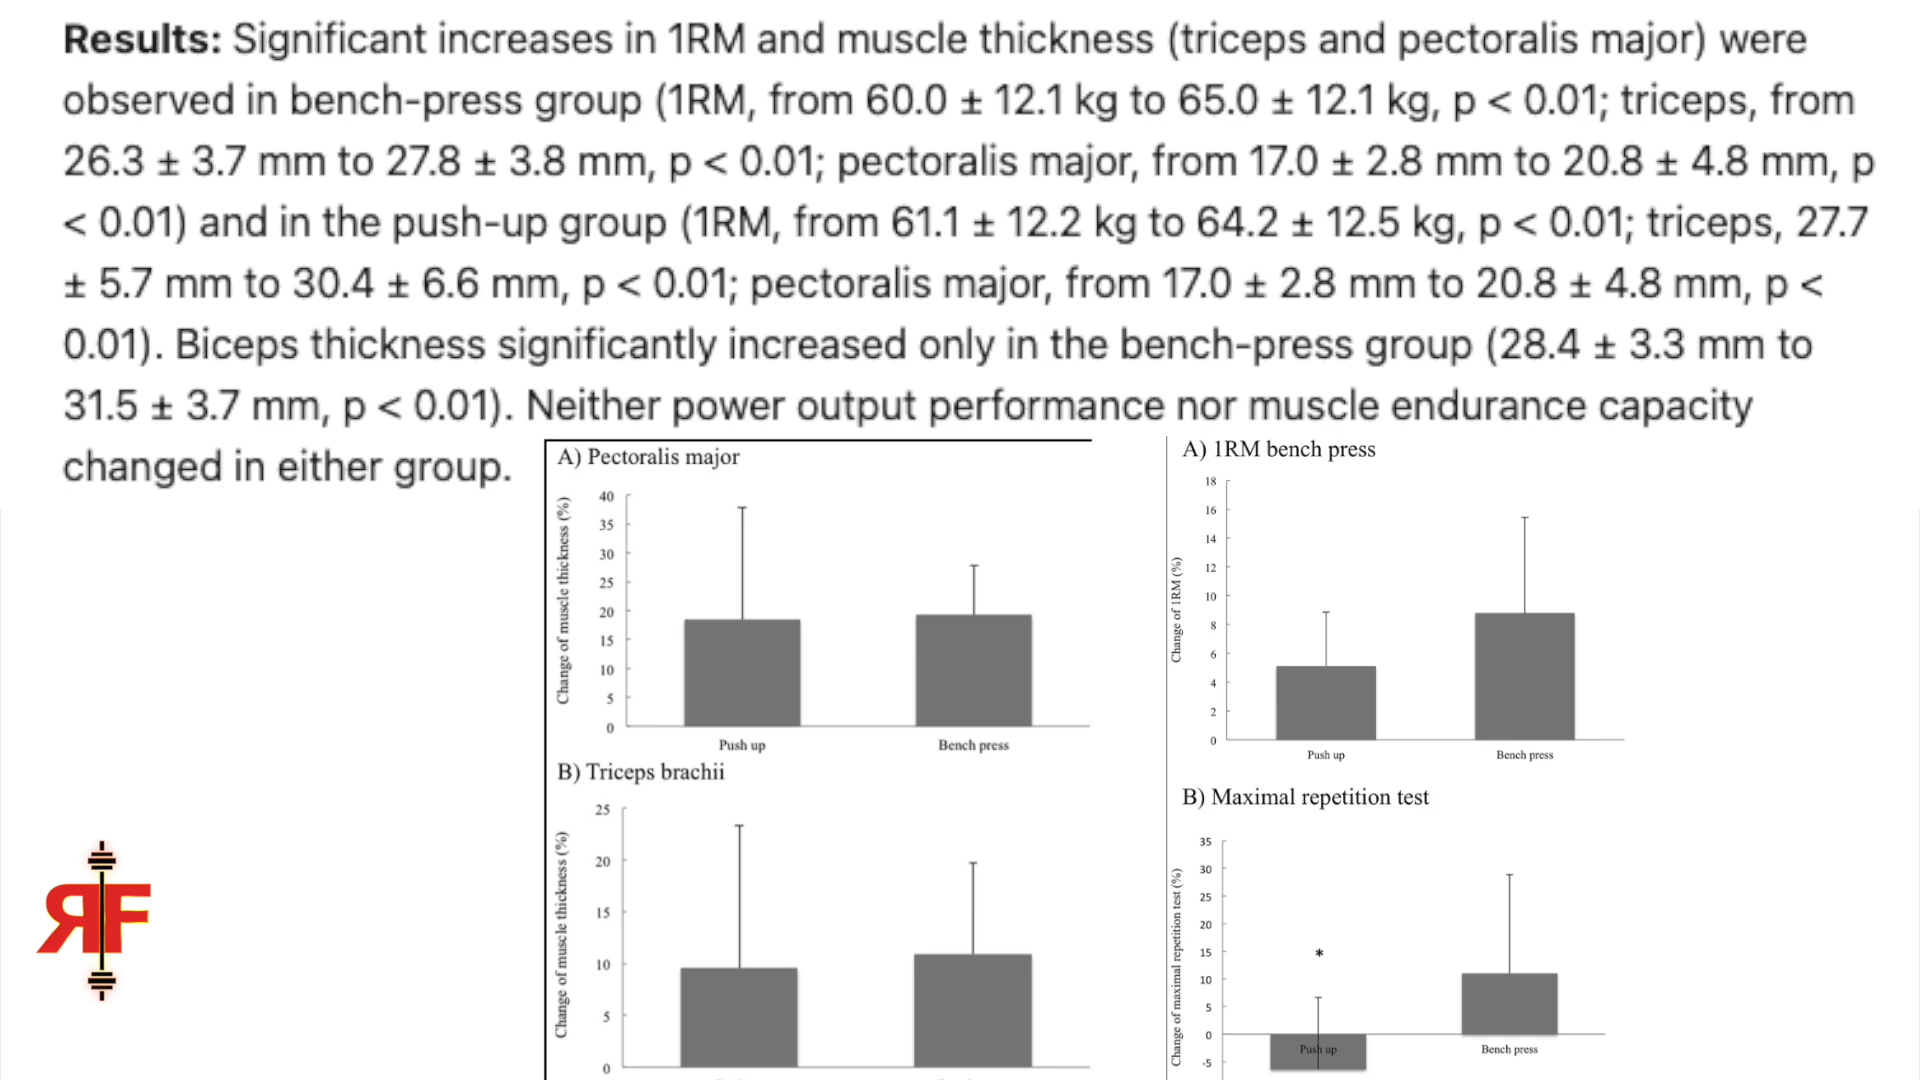 Results: Significant increases in 1RM and muscle thickness (triceps and pectoralis major) were
observed in bench-press group (1RM, from 60.0 ± 12.1 kg to 65.0 ± 12.1 kg, p < 0.01; triceps, from
26.3 ± 3.7 mm to 27.8 ± 3.8 mm, p < 0.01; pectoralis major, from 17.0 ± 2.8 mm to 20.8 ± 4.8 mm, p
< 0.01) and in the push-up group (1RM, from 61.1 ± 12.2 kg to 64.2 ± 12.5 kg, p < 0.01; triceps, 27.7
± 5.7 mm to 30.4 ± 6.6 mm, p < 0.01; pectoralis major, from 17.0 ± 2.8 mm to 20.8 ± 4.8 mm, p <
0.01). Biceps thickness significantly increased only in the bench-press group (28.4 ± 3.3 mm to
31.5 ± 3.7 mm, p < 0.01). Neither power output performance nor muscle endurance capacity
changed in either group.
A) Pectoralis major
Change of muscle thickness (%)
40
35
30
25
20
15
10
5
0
Push up
Bench press
B) Triceps brachii
Change of muscle thickness (%)
25
20
15
10
5
0
A) 1RM bench press
Change of 1RM (%)
18
16
14
12
10
8
6
4
2
0
Push up
Bench press
B) Maximal repetition test
Change of maximal repetition test (%)
35
30
25
20
15
10
5
0
-5
*
Push up
Bench press
RF